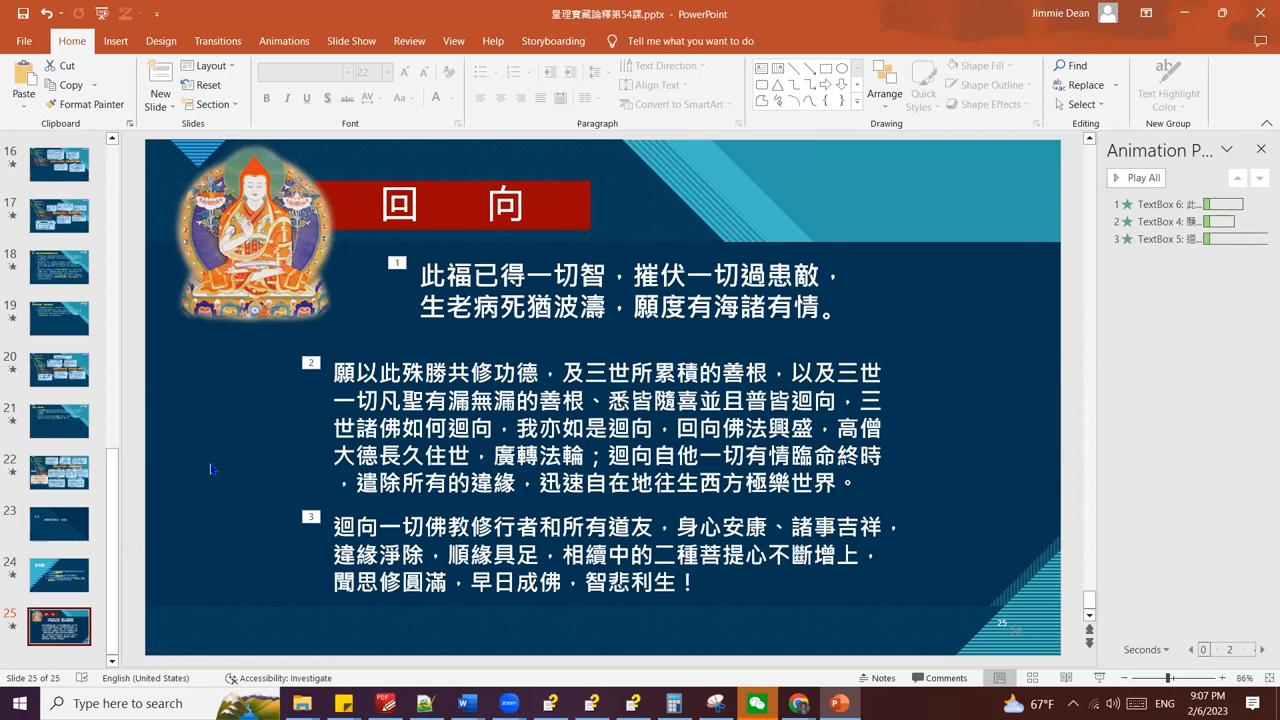 量理寶藏論釋第54課.pptx - PowerPoint
Jimmie Dean
File Home Insert Design Transitions Animations Slide Show Review View Help Storyboarding Tell me what you want to do
Paste
Cut
Copy
Format Painter
Clipboard
New Slide
Layout
Reset
Section
Slides
22
Font
Text Direction
Align Text
Convert to SmartArt
Paragraph
Arrange
Quick Styles
Shape Fill
Shape Outline
Shape Effects
Drawing
Find
Replace
Select
Editing
Text Highlight Color
New Group
16
17
18
19
20
21
22
23
24
25
回 向
1
此福已得一切智，摧伏一切過患敵，
生老病死猶波濤，願度有海諸有情。
2
願以此殊勝共修功德，及三世所累積的善根，以及三世
一切凡聖有漏無漏的善根、悉皆隨喜並且普皆迴向，三
世諸佛如何迴向，我亦如是迴向，回向佛法興盛，高僧
大德長久住世，廣轉法輪；迴向自他一切有情臨命終時
，遣除所有的違緣，迅速自在地往生西方極樂世界。
3
迴向一切佛教修行者和所有道友，身心安康、諸事吉祥，
違緣淨除，順緣具足，相續中的二種菩提心不斷增上，
聞思修圓滿，早日成佛，智悲利生！
25
Animation P...
Play All
1 TextBox 6: 此...
2 TextBox 4: 願...
3 TextBox 5: 迴...
Seconds 0 2
Slide 25 of 25 English (United States) Accessibility: Investigate Notes Comments 86%
Type here to search
67°F
ENG
9:07 PM
2/6/2023